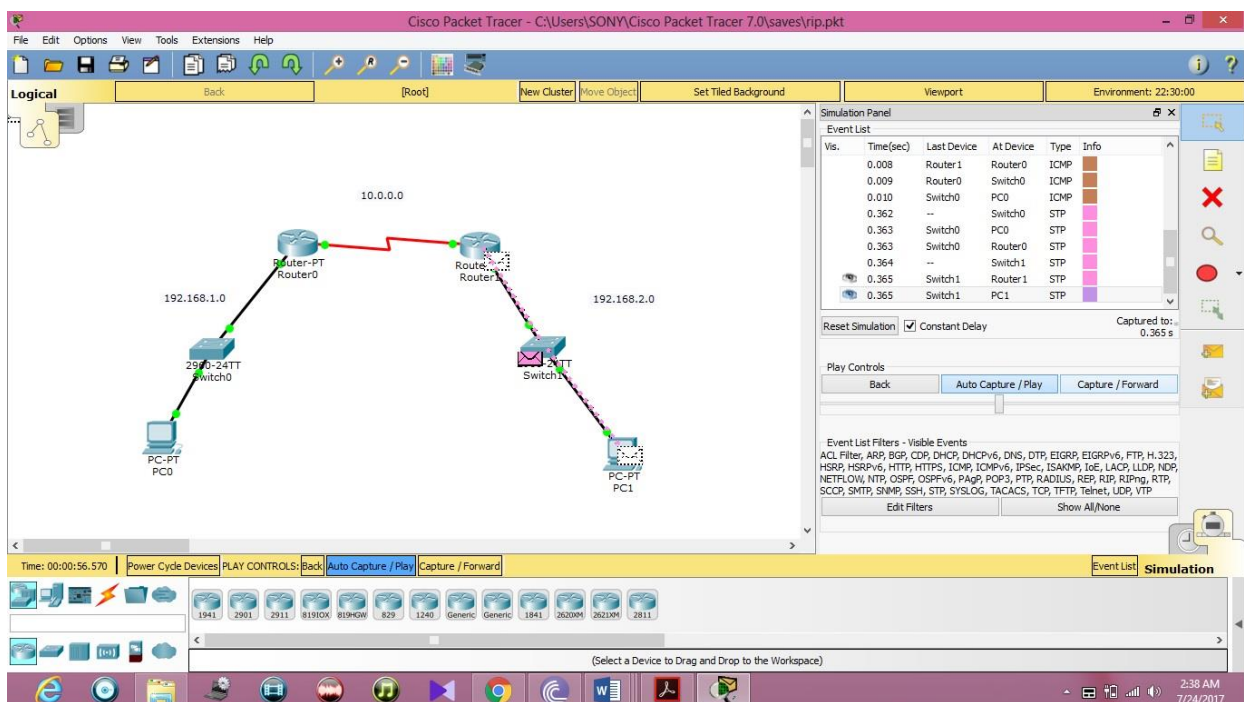 Cisco Packet Tracer - C:\Users\SONY\Cisco Packet Tracer 7.0\saves\rip.pkt
File Edit Options View Tools Extensions Help
Logical Back [Root] New Cluster Move Object Set Tiled Background Viewport Environment: 22:30:00
10.0.0.0
Router-PT
Router0
Route
Router1
192.168.1.0
192.168.2.0
2960-24TT
Switch0
TT
Switch1
PC-PT
PC0
PC-PT
PC1
Simulation Panel
Event List
Vis. Time(sec) Last Device At Device Type Info
0.008 Router1 Router0 ICMP
0.009 Router0 Switch0 ICMP
0.010 Switch0 PC0 ICMP
0.362 -- Switch0 STP
0.363 Switch0 PC0 STP
0.363 Switch0 Router0 STP
0.364 -- Switch1 STP
0.365 Switch1 Router1 STP
0.365 Switch1 PC1 STP
Reset Simulation Constant Delay Captured to:
0.365 s
Play Controls
Back Auto Capture / Play Capture / Forward
Event List Filters - Visible Events
ACL Filter, ARP, BGP, CDP, DHCP, DHCPv6, DNS, DTP, EIGRP, EIGRPv6, FTP, H.323,
HSRP, HSRPv6, HTTP, HTTPS, ICMP, ICMPv6, IPSec, ISAKMP, IoE, LACP, LLDP, NDP,
NETFLOW, NTP, OSPF, OSPFv6, PAgP, POP3, PTP, RADIUS, REP, RIP, RIPng, RTP,
SCCP, SMTP, SNMP, SSH, STP, SYSLOG, TACACS, TCP, TFTP, Telnet, UDP, VTP
Edit Filters Show All/None
Time: 00:00:56.570 Power Cycle Devices PLAY CONTROLS: Back Auto Capture / Play Capture / Forward Event List Simulation
1941 2901 2911 819IOX 819HGW 829 1240 Generic Generic 1841 2620XM 2621XM 2811
(Select a Device to Drag and Drop to the Workspace)
2:38 AM
7/24/2017